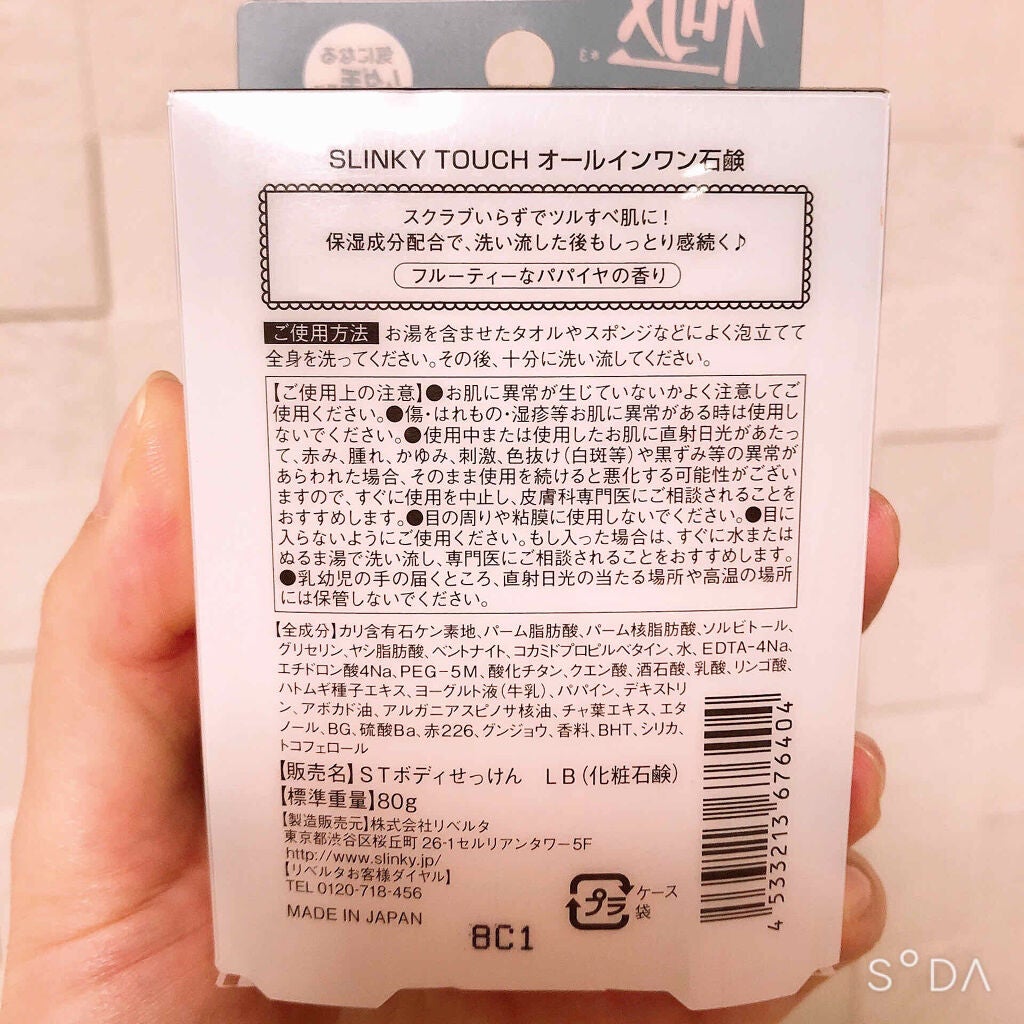 気になる
*3
SLINKY TOUCH オールインワン石鹸
スクラブいらずでツルすべ肌に!
保湿成分配合で、洗い流した後もしっとり感続く♪
フルーティーなパパイヤの香り
ご使用方法 お湯を含ませたタオルやスポンジなどによく泡立てて
全身を洗ってください。その後、十分に洗い流してください。
【ご使用上の注意】●お肌に異常が生じていないかよく注意してご
使用ください。●傷・はれもの・湿疹等お肌に異常がある時は使用し
ないでください。●使用中または使用したお肌に直射日光があたっ
て、赤み、腫れ、かゆみ、刺激、色抜け(白斑等)や黒ずみ等の異常が
あらわれた場合、そのまま使用を続けると悪化する可能性がござい
ますので、すぐに使用を中止し、皮膚科専門医にご相談されることを
おすすめします。●目の周りや粘膜に使用しないでください。●目に
入らないようにご使用ください。もし入った場合は、すぐに水または
ぬるま湯で洗い流し、専門医にご相談されることをおすすめします。
●乳幼児の手の届くところ、直射日光の当たる場所や高温の場所
には保管しないでください。
【全成分】カリ含有石ケン素地、パーム脂肪酸、パーム核脂肪酸、ソルビトール、
グリセリン、ヤシ脂肪酸、ベントナイト、コカミドプロピルベタイン、水、EDTA-4Na、
エチドロン酸4Na、PEG-5M、酸化チタン、クエン酸、酒石酸、乳酸、リンゴ酸、
ハトムギ種子エキス、ヨーグルト液(牛乳)、パパイン、デキストリ
ン、アボカド油、アルガニアスピノサ核油、チャ葉エキス、エタ
ノール、BG、硫酸Ba、赤226、グンジョウ、香料、BHT、シリカ、
トコフェロール
【販売名】STボディせっけん LB(化粧石鹸)
【標準重量】80g
【製造販売元】株式会社リベルタ
東京都渋谷区桜丘町 26-1セルリアンタワー5F
http://www.slinky.jp/
【リベルタお客様ダイヤル】
TEL 0120-718-456
MADE IN JAPAN
プラ
ケース
袋
8C1
4 533213 676404
SODA